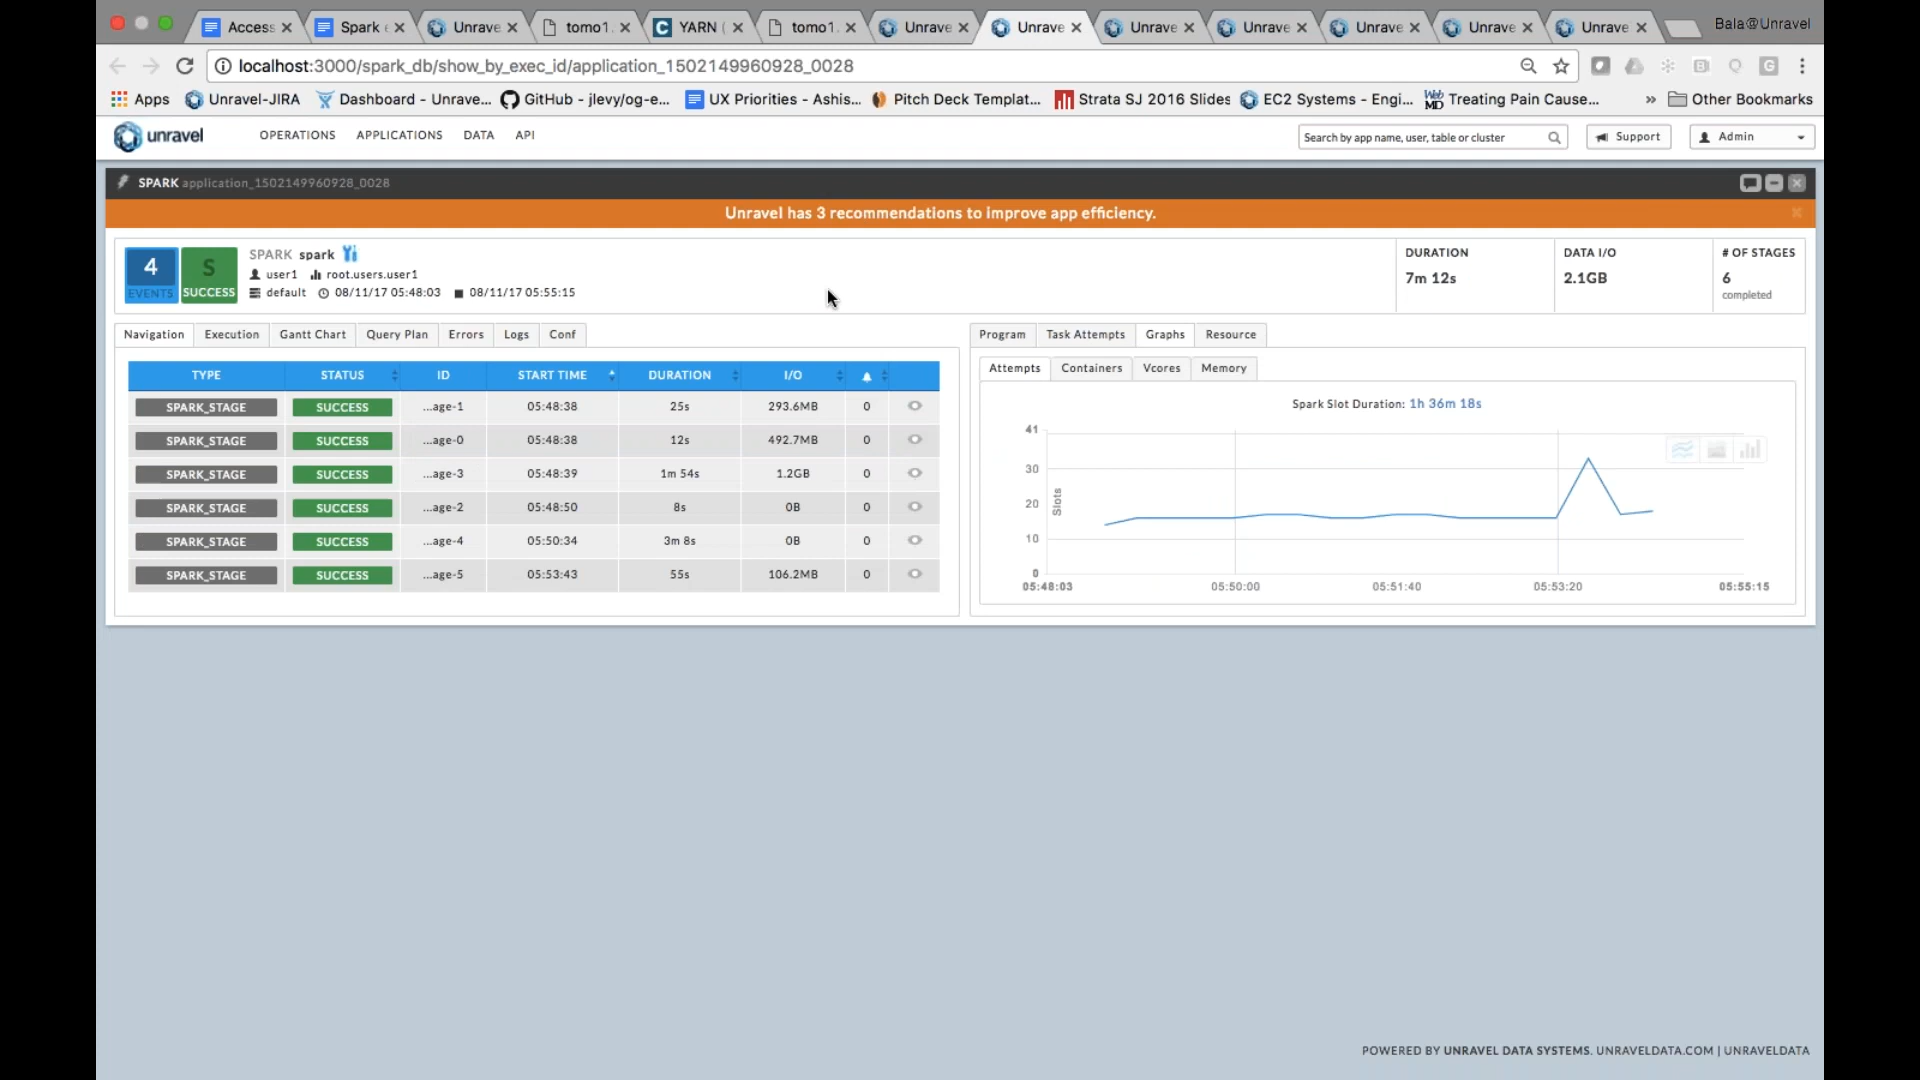 Access Spark e Unrave tomo1. YARN ( tomo1. Unrave Unrave Unrave Unrave Unrave Unrave Unrave Bala@Unravel
localhost:3000/spark_db/show_by_exec_id/application_1502149960928_0028
Apps Unravel-JIRA Dashboard - Unrave... GitHub - jlevy/og-e... UX Priorities - Ashis... Pitch Deck Templat... Strata SJ 2016 Slides EC2 Systems - Engi... Web MD Treating Pain Cause... » Other Bookmarks
unravel OPERATIONS APPLICATIONS DATA API Search by app name, user, table or cluster Support Admin
SPARK application_1502149960928_0028
Unravel has 3 recommendations to improve app efficiency.
4 EVENTS S SUCCESS
SPARK spark
user1 root.users.user1
default 08/11/17 05:48:03 08/11/17 05:55:15
DURATION DATA I/O # OF STAGES
7m 12s 2.1GB 6
completed
Navigation Execution Gantt Chart Query Plan Errors Logs Conf
TYPE STATUS ID START TIME DURATION I/O
SPARK_STAGE SUCCESS ...age-1 05:48:38 25s 293.6MB 0
SPARK_STAGE SUCCESS ...age-0 05:48:38 12s 492.7MB 0
SPARK_STAGE SUCCESS ...age-3 05:48:39 1m 54s 1.2GB 0
SPARK_STAGE SUCCESS ...age-2 05:48:50 8s 0B 0
SPARK_STAGE SUCCESS ...age-4 05:50:34 3m 8s 0B 0
SPARK_STAGE SUCCESS ...age-5 05:53:43 55s 106.2MB 0
Program Task Attempts Graphs Resource
Attempts Containers Vcores Memory
Spark Slot Duration: 1h 36m 18s
41
30
20
10
0
Slots
05:48:03 05:50:00 05:51:40 05:53:20 05:55:15
POWERED BY UNRAVEL DATA SYSTEMS. UNRAVELDATA.COM | UNRAVELDATA